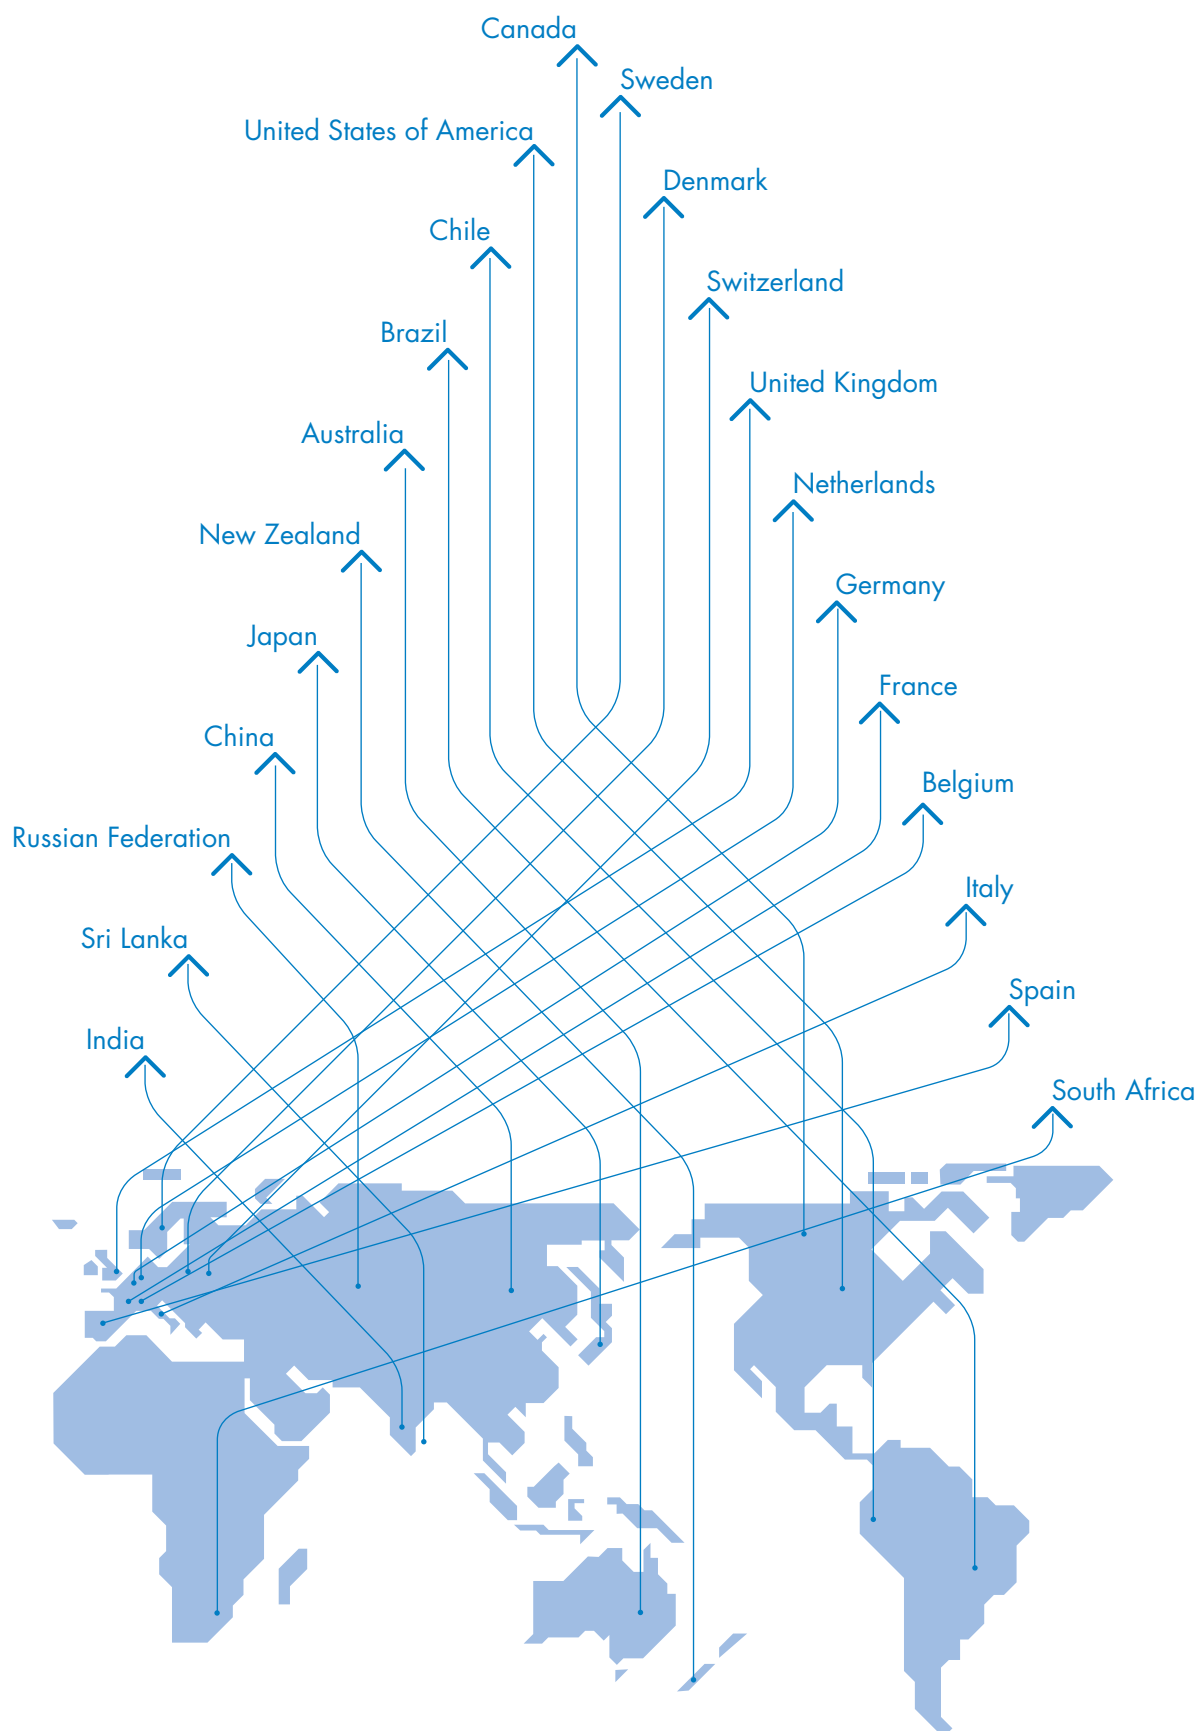 Canada
Sweden
United States of America
Denmark
Chile
Switzerland
Brazil
United Kingdom
Australia
Netherlands
New Zealand
Germany
Japan
France
China
Belgium
Russian Federation
Italy
Sri Lanka
Spain
India
South Africa